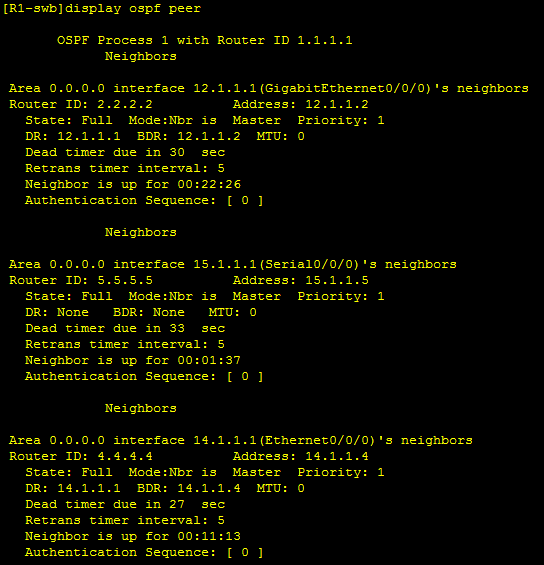 [R1-swb]display ospf peer
OSPF Process 1 with Router ID 1.1.1.1
Neighbors
Area 0.0.0.0 interface 12.1.1.1(GigabitEthernet0/0/0)'s neighbors
Router ID: 2.2.2.2 Address: 12.1.1.2
State: Full Mode:Nbr is Master Priority: 1
DR: 12.1.1.1 BDR: 12.1.1.2 MTU: 0
Dead timer due in 30 sec
Retrans timer interval: 5
Neighbor is up for 00:22:26
Authentication Sequence: [ 0 ]
Neighbors
Area 0.0.0.0 interface 15.1.1.1(Serial0/0/0)'s neighbors
Router ID: 5.5.5.5 Address: 15.1.1.5
State: Full Mode:Nbr is Master Priority: 1
DR: None BDR: None MTU: 0
Dead timer due in 33 sec
Retrans timer interval: 5
Neighbor is up for 00:01:37
Authentication Sequence: [ 0 ]
Neighbors
Area 0.0.0.0 interface 14.1.1.1(Ethernet0/0/0)'s neighbors
Router ID: 4.4.4.4 Address: 14.1.1.4
State: Full Mode:Nbr is Master Priority: 1
DR: 14.1.1.1 BDR: 14.1.1.4 MTU: 0
Dead timer due in 27 sec
Retrans timer interval: 5
Neighbor is up for 00:11:13
Authentication Sequence: [ 0 ]